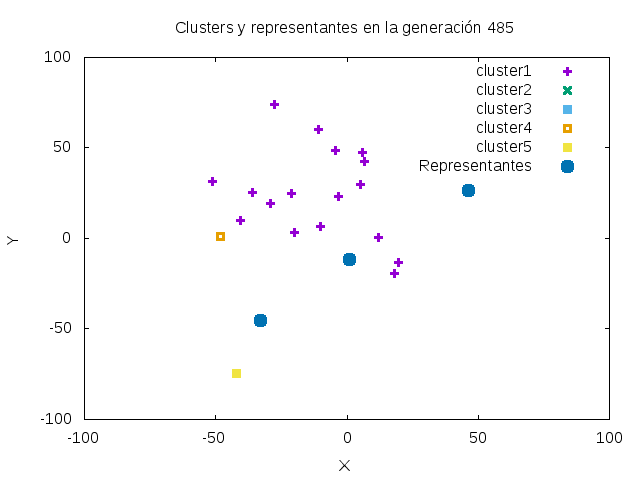 Clusters y representantes en la generación 485
100
50
0
-50
-100
-100
-50
0
50
100
X
Y
cluster1
cluster2
cluster3
cluster4
cluster5
Representantes